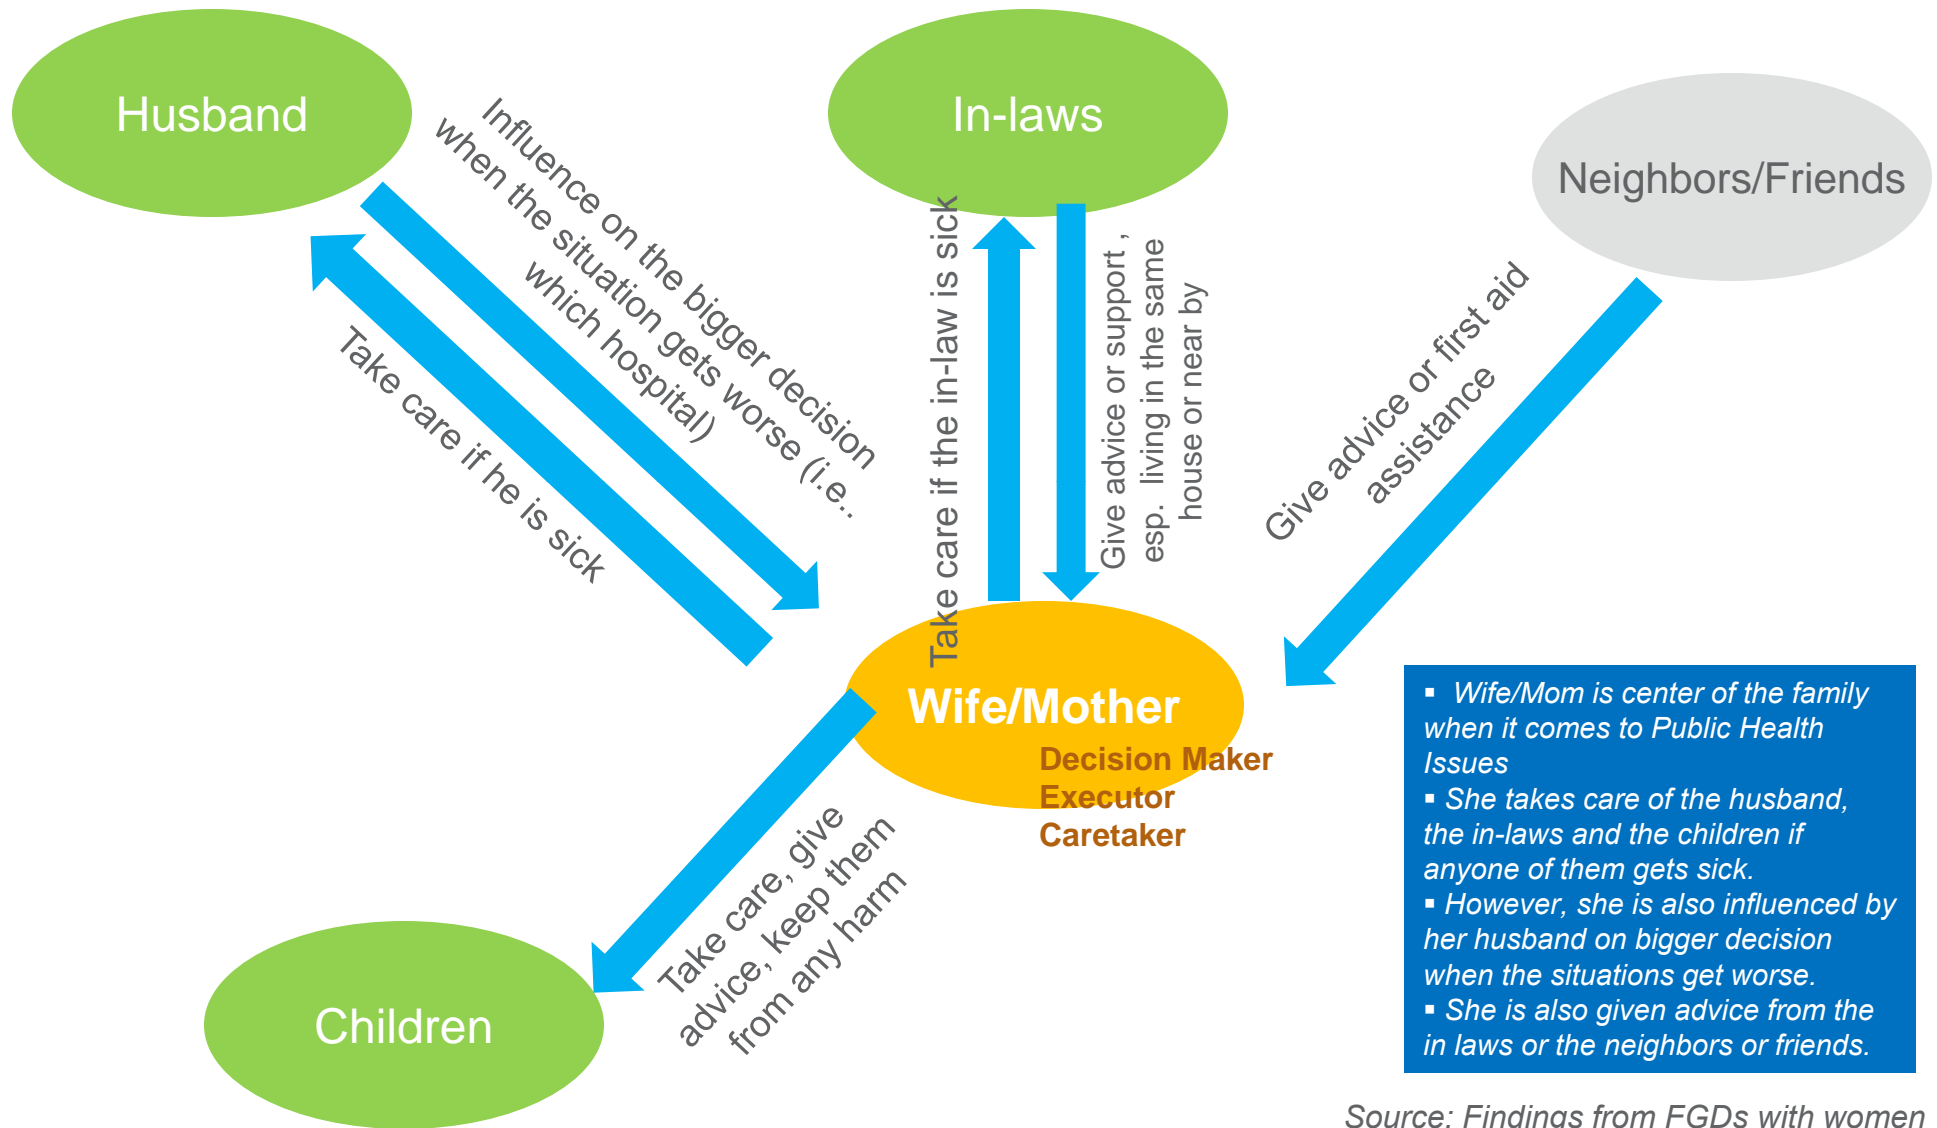 Husband
In-laws
Neighbors/Friends
Influence on the bigger decision
when the situation gets worse (i.e..
which hospital)
Take care if he is sick
Take care if the in-law is sick
Give advice or support ,
esp.  living in the same
house or near by
Give advice or first aid
assistance
Wife/Mother
Decision Maker
Executor
Caretaker
Take care, give
advice, keep them
from any harm
Children
▪ Wife/Mom is center of the family
when it comes to Public Health
Issues
▪ She takes care of the husband,
the in-laws and the children if
anyone of them gets sick.
▪ However, she is also influenced by
her husband on bigger decision
when the situations get worse.
▪ She is also given advice from the
in laws or the neighbors or friends.
Source: Findings from FGDs with women